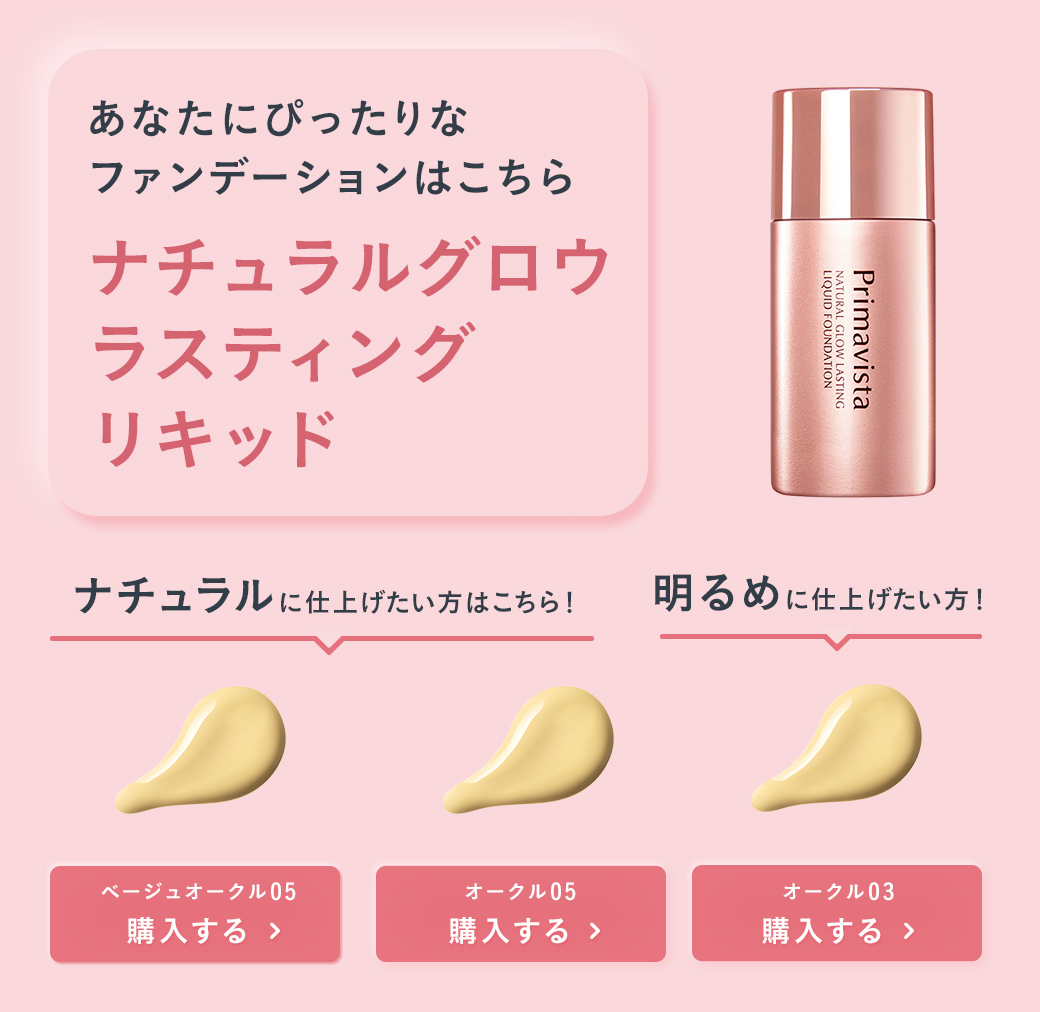 あなたにぴったりな
ファンデーションはこちら
ナチュラルグロウ
ラスティング
リキッド
Primavista
NATURAL GLOW LASTING
LIQUID FOUNDATION
ナチュラルに仕上げたい方はこちら！
明るめに仕上げたい方！
ベージュオークル05
購入する >
オークル05
購入する >
オークル03
購入する >